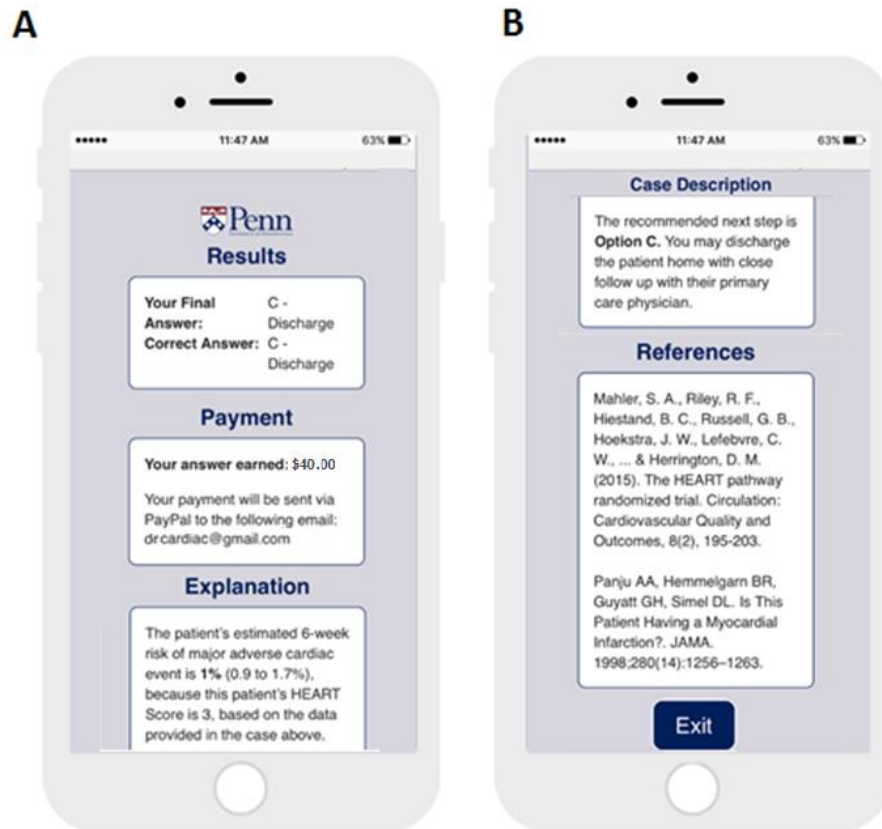 A
11:47 AM
63%
Penn
Results
Your Final C -
Answer: Discharge
Correct Answer: C -
Discharge
Payment
Your answer earned: $40.00
Your payment will be sent via
PayPal to the following email:
drcardiac@gmail.com
Explanation
The patient's estimated 6-week
risk of major adverse cardiac
event is 1% (0.9 to 1.7%),
because this patient's HEART
Score is 3, based on the data
provided in the case above.
B
11:47 AM
63%
Case Description
The recommended next step is
Option C. You may discharge
the patient home with close
follow up with their primary
care physician.
References
Mahler, S. A., Riley, R. F.,
Hiestand, B. C., Russell, G. B.,
Hoekstra, J. W., Lefebvre, C.
W., ... & Herrington, D. M.
(2015). The HEART pathway
randomized trial. Circulation:
Cardiovascular Quality and
Outcomes, 8(2), 195-203.
Panju AA, Hemmelgarn BR,
Guyatt GH, Simel DL. Is This
Patient Having a Myocardial
Infarction?. JAMA.
1998;280(14):1256–1263.
Exit